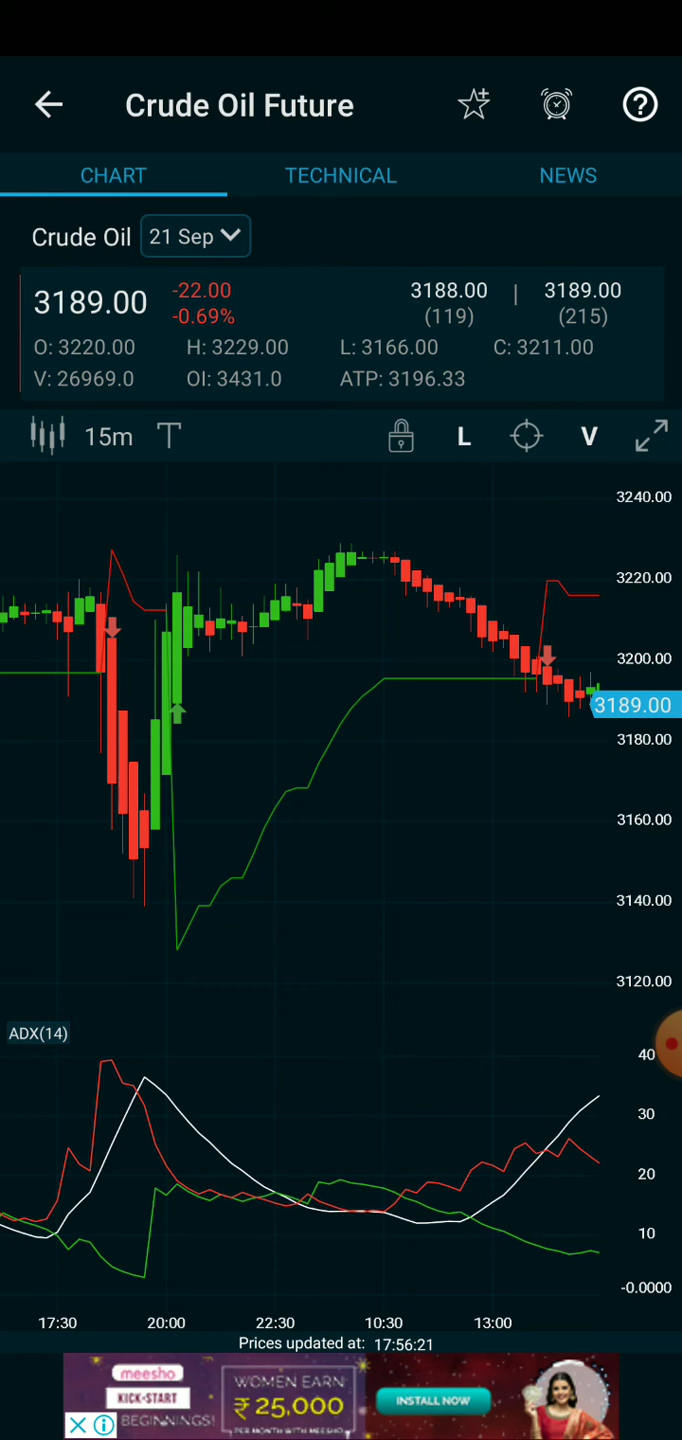 Crude Oil Future
CHART TECHNICAL NEWS
Crude Oil 21 Sep
3189.00 -22.00 3188.00 | 3189.00
-0.69% (119) (215)
O: 3220.00 H: 3229.00 L: 3166.00 C: 3211.00
V: 26969.0 OI: 3431.0 ATP: 3196.33
15m T L V
3240.00
3220.00
3200.00
3189.00
3180.00
3160.00
3140.00
3120.00
ADX(14)
40
30
20
10
-0.0000
17:30 20:00 22:30 10:30 13:00
Prices updated at: 17:56:21
meesho
KICK-START
BEGINNINGS!
WOMEN EARN
₹ 25,000
PER MONTH WITH MEESHO
INSTALL NOW